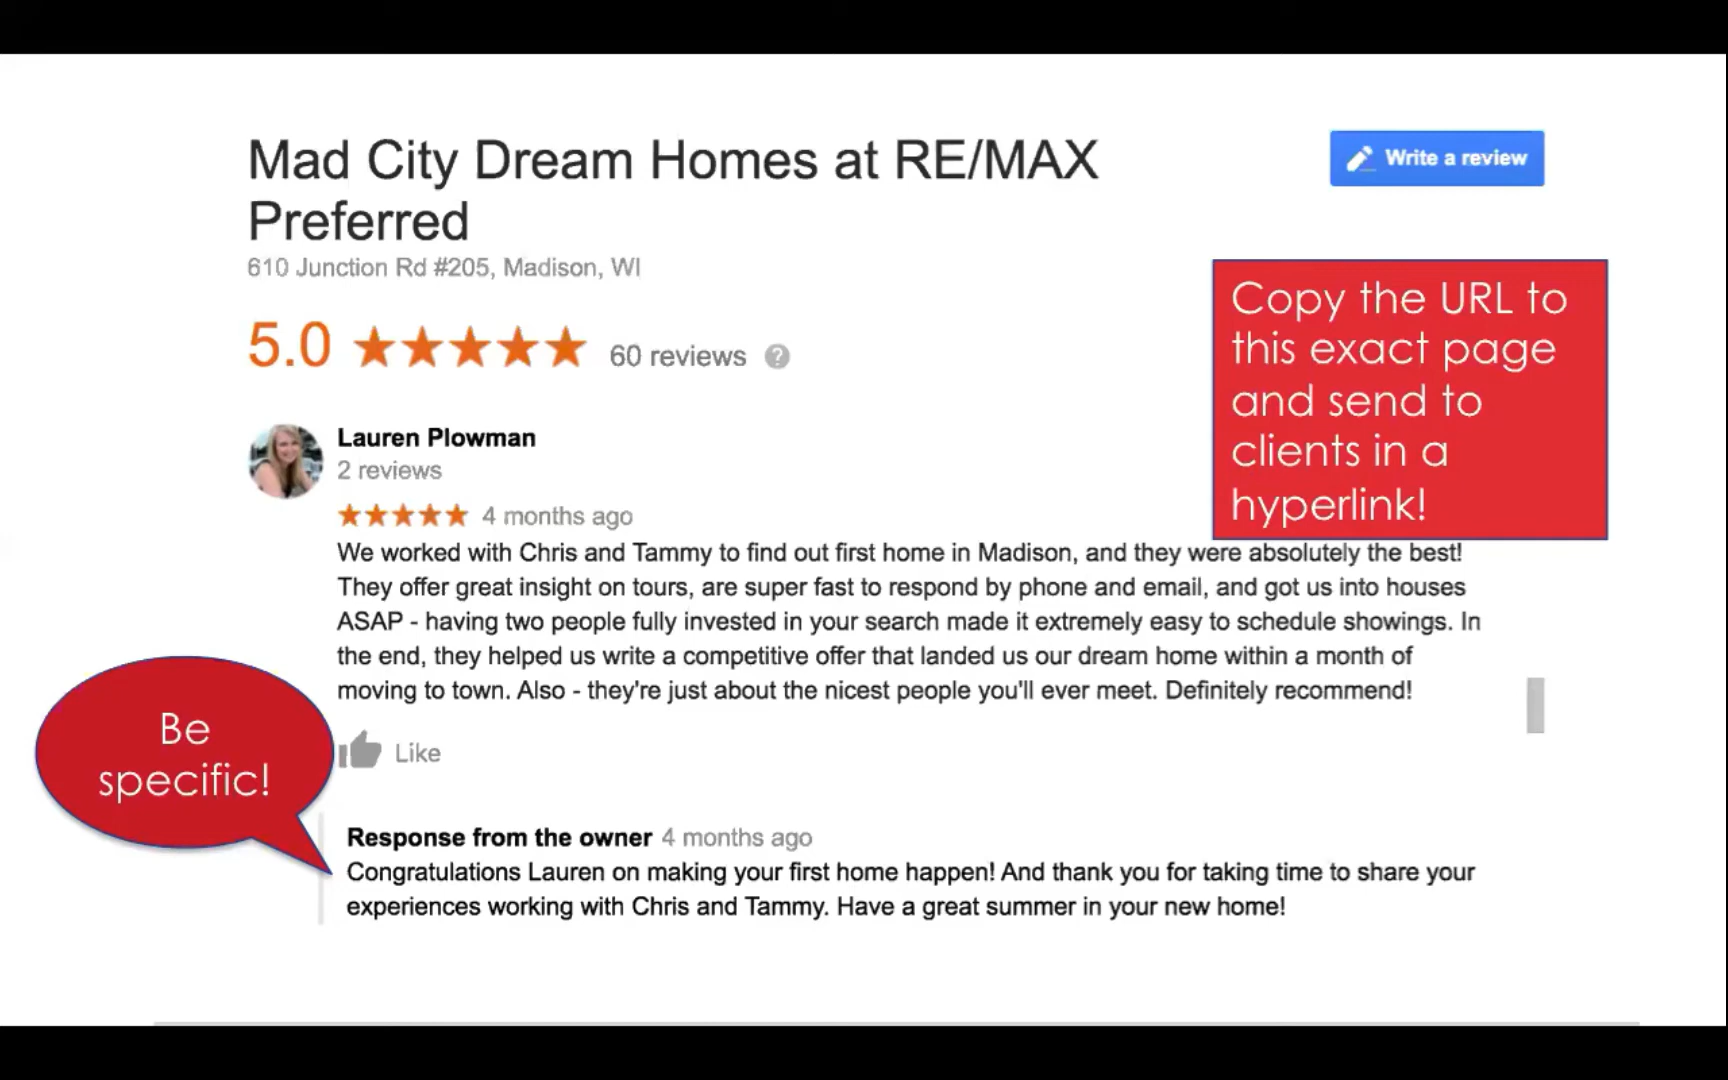 Mad City Dream Homes at RE/MAX
Preferred
Write a review
610 Junction Rd #205, Madison, WI
5.0 ★★★★★ 60 reviews ?
Copy the URL to
this exact page
and send to
clients in a
hyperlink!
Lauren Plowman
2 reviews
★★★★★ 4 months ago
We worked with Chris and Tammy to find out first home in Madison, and they were absolutely the best!
They offer great insight on tours, are super fast to respond by phone and email, and got us into houses
ASAP - having two people fully invested in your search made it extremely easy to schedule showings. In
the end, they helped us write a competitive offer that landed us our dream home within a month of
moving to town. Also - they're just about the nicest people you'll ever meet. Definitely recommend!
Be
specific!
Like
Response from the owner 4 months ago
Congratulations Lauren on making your first home happen! And thank you for taking time to share your
experiences working with Chris and Tammy. Have a great summer in your new home!